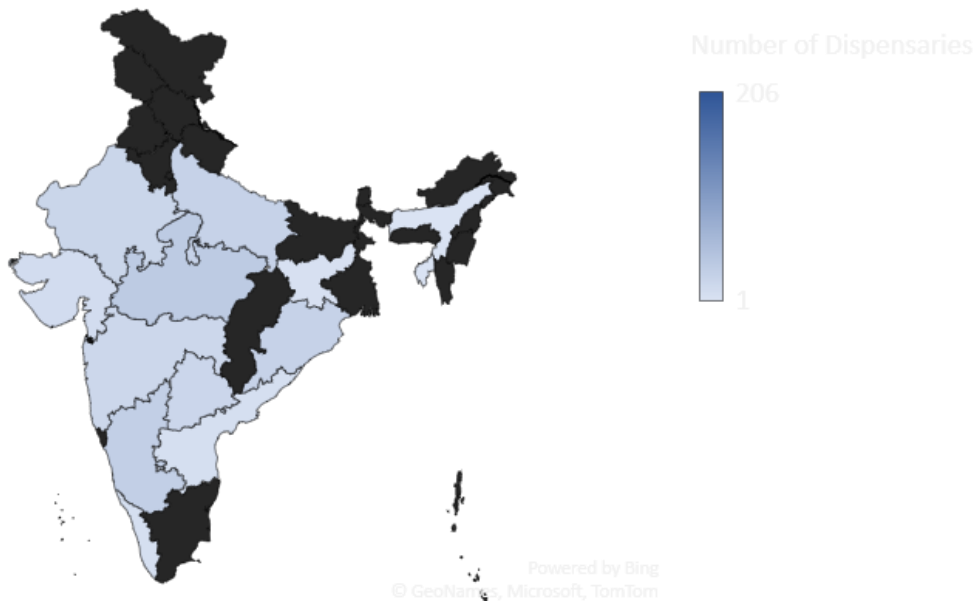 Number of Dispensaries
206
1
Powered by Bing
© GeoNames, Microsoft, TomTom